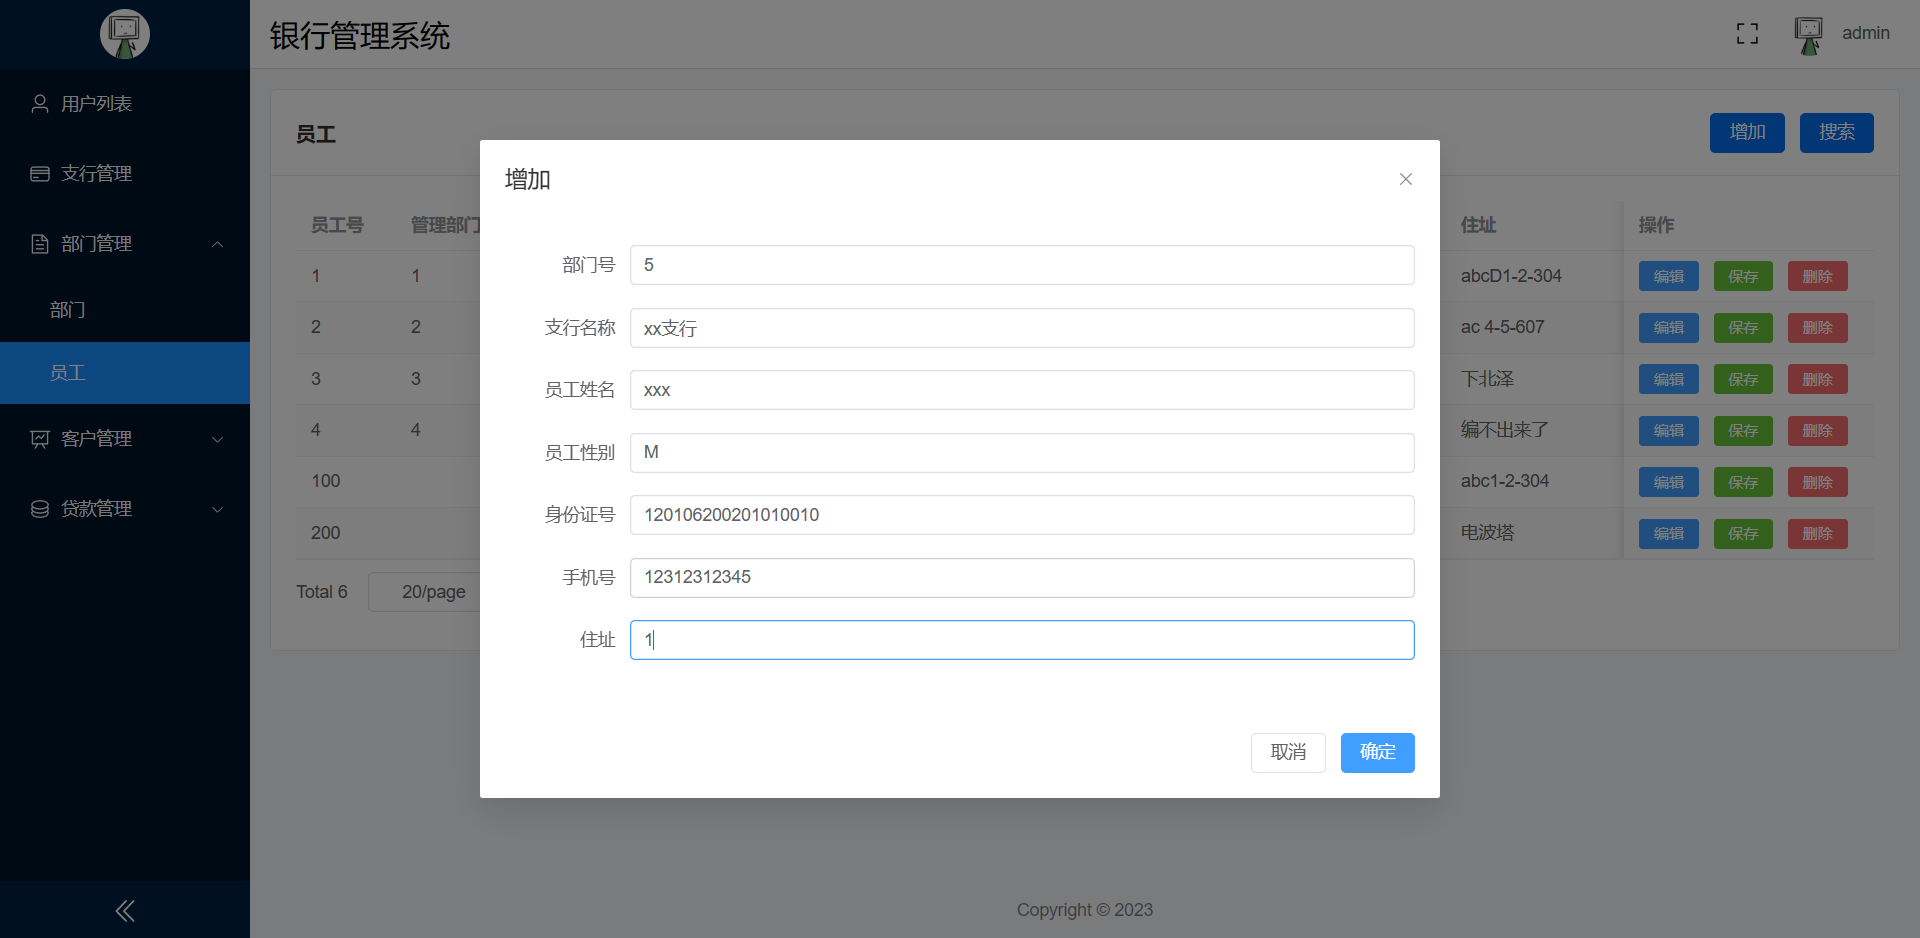 银行管理系统
admin
用户列表
支行管理
部门管理
部门
员工
客户管理
贷款管理
员工
增加
搜索
员工号
管理部门
住址
操作
1
1
abcD1-2-304
编辑
保存
删除
2
2
ac 4-5-607
编辑
保存
删除
3
3
下北泽
编辑
保存
删除
4
4
编不出来了
编辑
保存
删除
100
abc1-2-304
编辑
保存
删除
200
电波塔
编辑
保存
删除
Total 6
20/page
增加
部门号
5
支行名称
xx支行
员工姓名
xxx
员工性别
M
身份证号
120106200201010010
手机号
12312312345
住址
1
取消
确定
Copyright © 2023